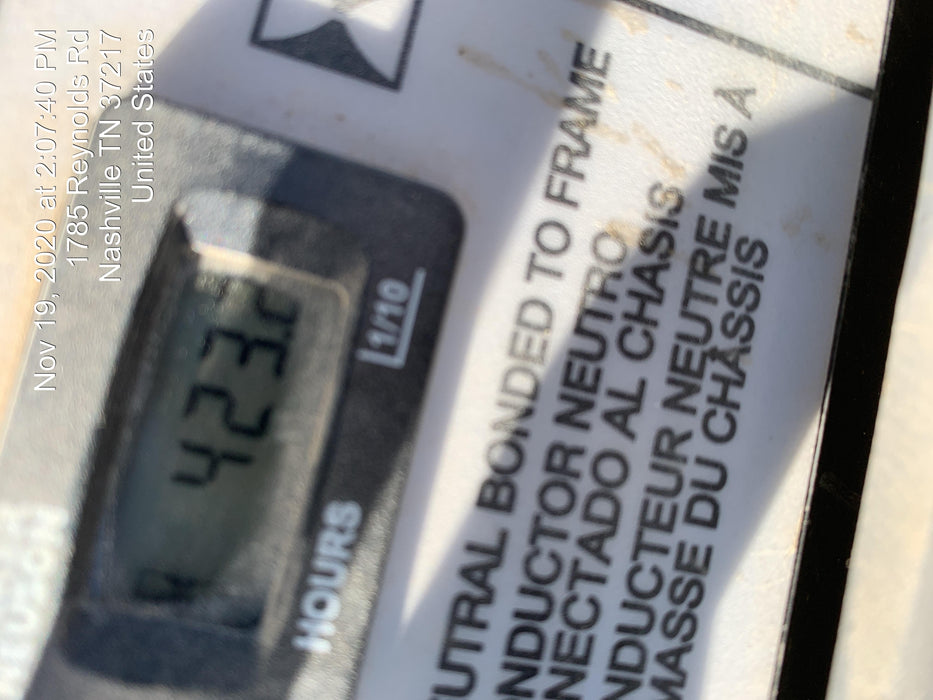 Nov 19, 2020 at 2:07:40 PM
1785 Reynolds Rd
Nashville TN 37217
United States
423.
1/10
HOURS
UTRAL BONDED TO FRAME
NDUCTOR NEUTRO
NECTADO AL CHASIS
NDUCTEUR NEUTRE MIS À
MASSE DU CHÂSSIS